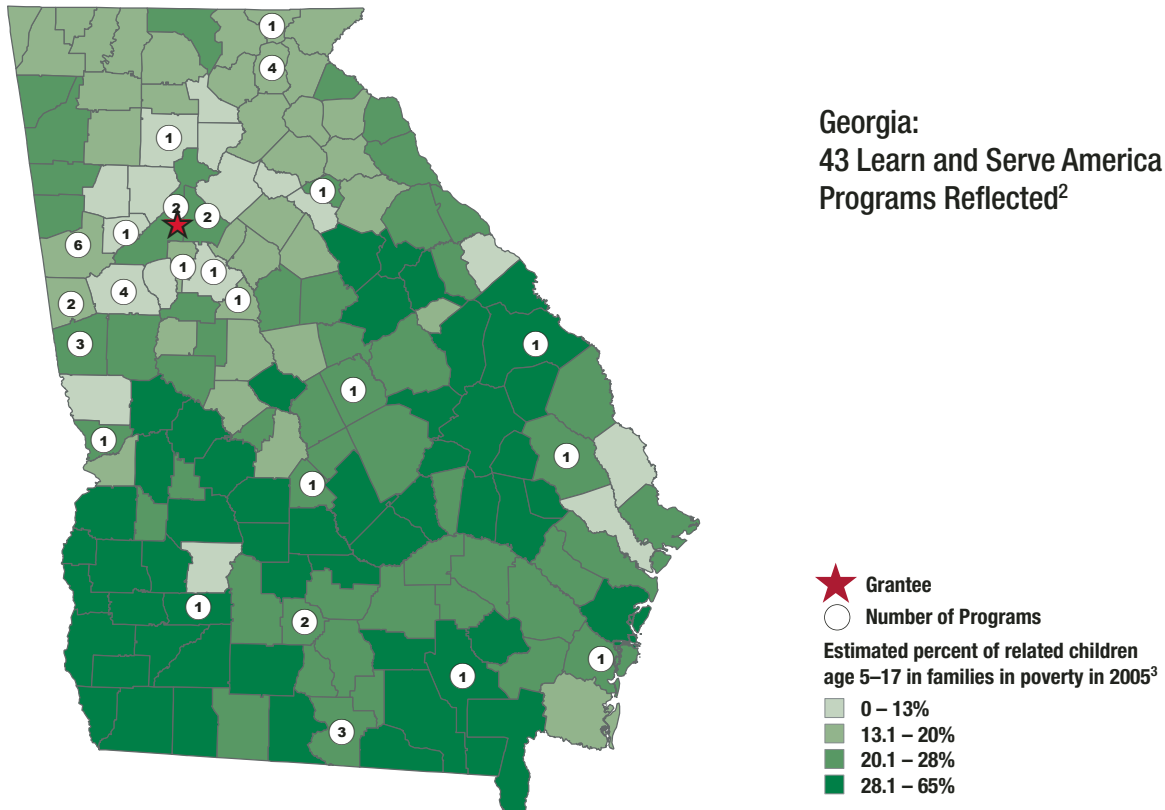 1
4
1
1
2
2
6
1
1
1
4
1
2
3
1
1
1
1
1
1
2
1
1
3
Georgia:
43 Learn and Serve America
Programs Reflected2
Grantee
Number of Programs
Estimated percent of related children
age 5–17 in families in poverty in 20053
0 – 13%
13.1 – 20%
20.1 – 28%
28.1 – 65%